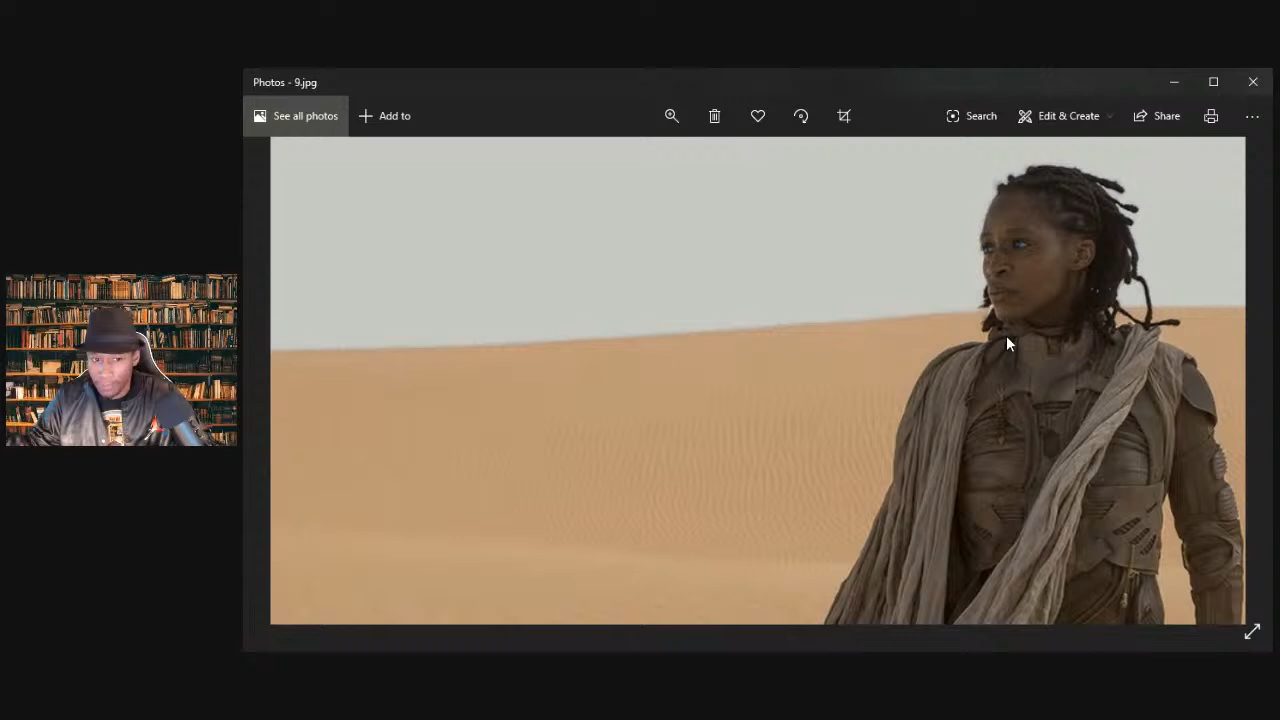 Photos - 9.jpg
See all photos
Add to
Search
Edit & Create
Share